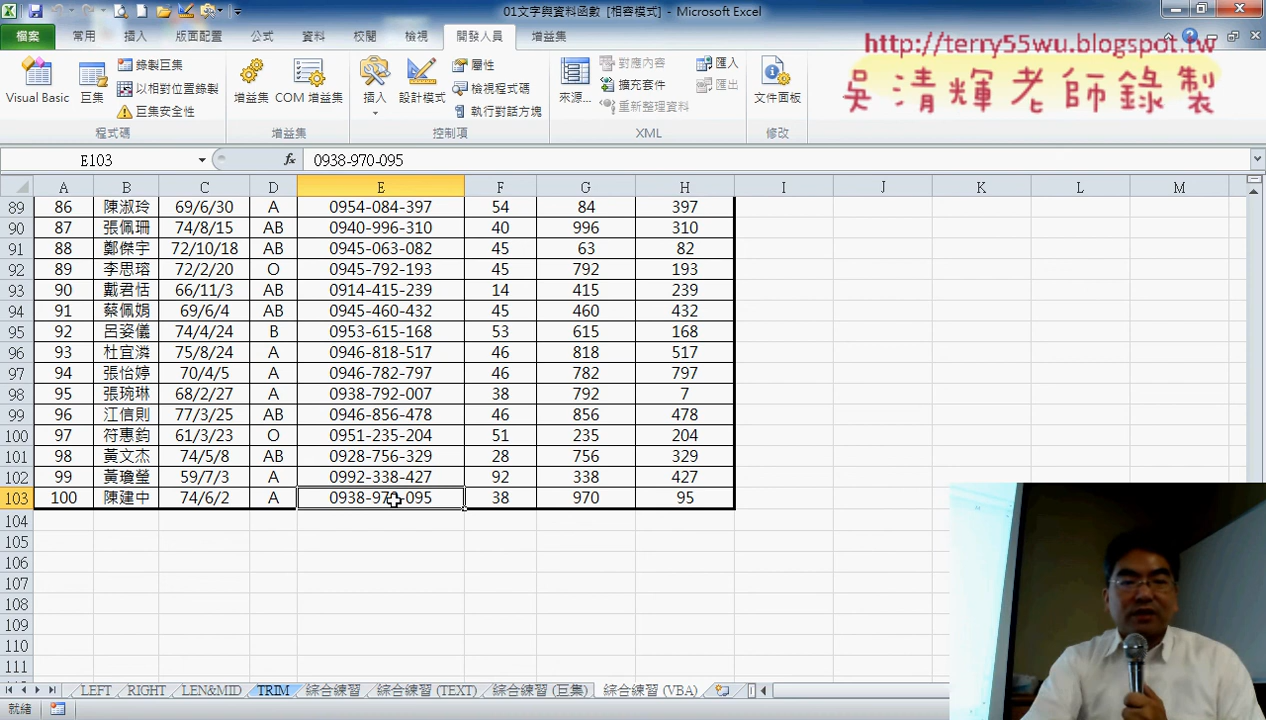 01文字與資料函數 [相容模式] - Microsoft Excel
檔案 常用 插入 版面配置 公式 資料 校閱 檢視 開發人員 增益集
http://terry55wu.blogspot.tw
吳清輝老師錄製
Visual Basic 巨集 錄製巨集 以相對位置錄製 巨集安全性 程式碼
增益集 COM 增益集 增益集
插入 設計模式 屬性 檢視程式碼 執行對話方塊 控制項
來源... 對應內容 擴充套件 重新整理資料 匯入 匯出 XML
文件面板 修改
E103 fx 0938-970-095
A B C D E F G H I J K L M
89 86 陳淑玲 69/6/30 A 0954-084-397 54 84 397
90 87 張佩珊 74/8/15 AB 0940-996-310 40 996 310
91 88 鄭傑宇 72/10/18 AB 0945-063-082 45 63 82
92 89 李思瑢 72/2/20 O 0945-792-193 45 792 193
93 90 戴君恬 66/11/3 AB 0914-415-239 14 415 239
94 91 蔡佩娟 69/6/4 AB 0945-460-432 45 460 432
95 92 呂姿儀 74/4/24 B 0953-615-168 53 615 168
96 93 杜宜潾 75/8/24 A 0946-818-517 46 818 517
97 94 張怡婷 70/4/5 A 0946-782-797 46 782 797
98 95 張琬琳 68/2/27 A 0938-792-007 38 792 7
99 96 江信則 77/3/25 AB 0946-856-478 46 856 478
100 97 符惠鈞 61/3/23 O 0951-235-204 51 235 204
101 98 黃文杰 74/5/8 AB 0928-756-329 28 756 329
102 99 黃瓊瑩 59/7/3 A 0992-338-427 92 338 427
103 100 陳建中 74/6/2 A 0938-970-095 38 970 95
104
105
106
107
108
109
110
111
LEFT RIGHT LEN&MID TRIM 綜合練習 綜合練習 (TEXT) 綜合練習 (巨集) 綜合練習 (VBA)
就緒